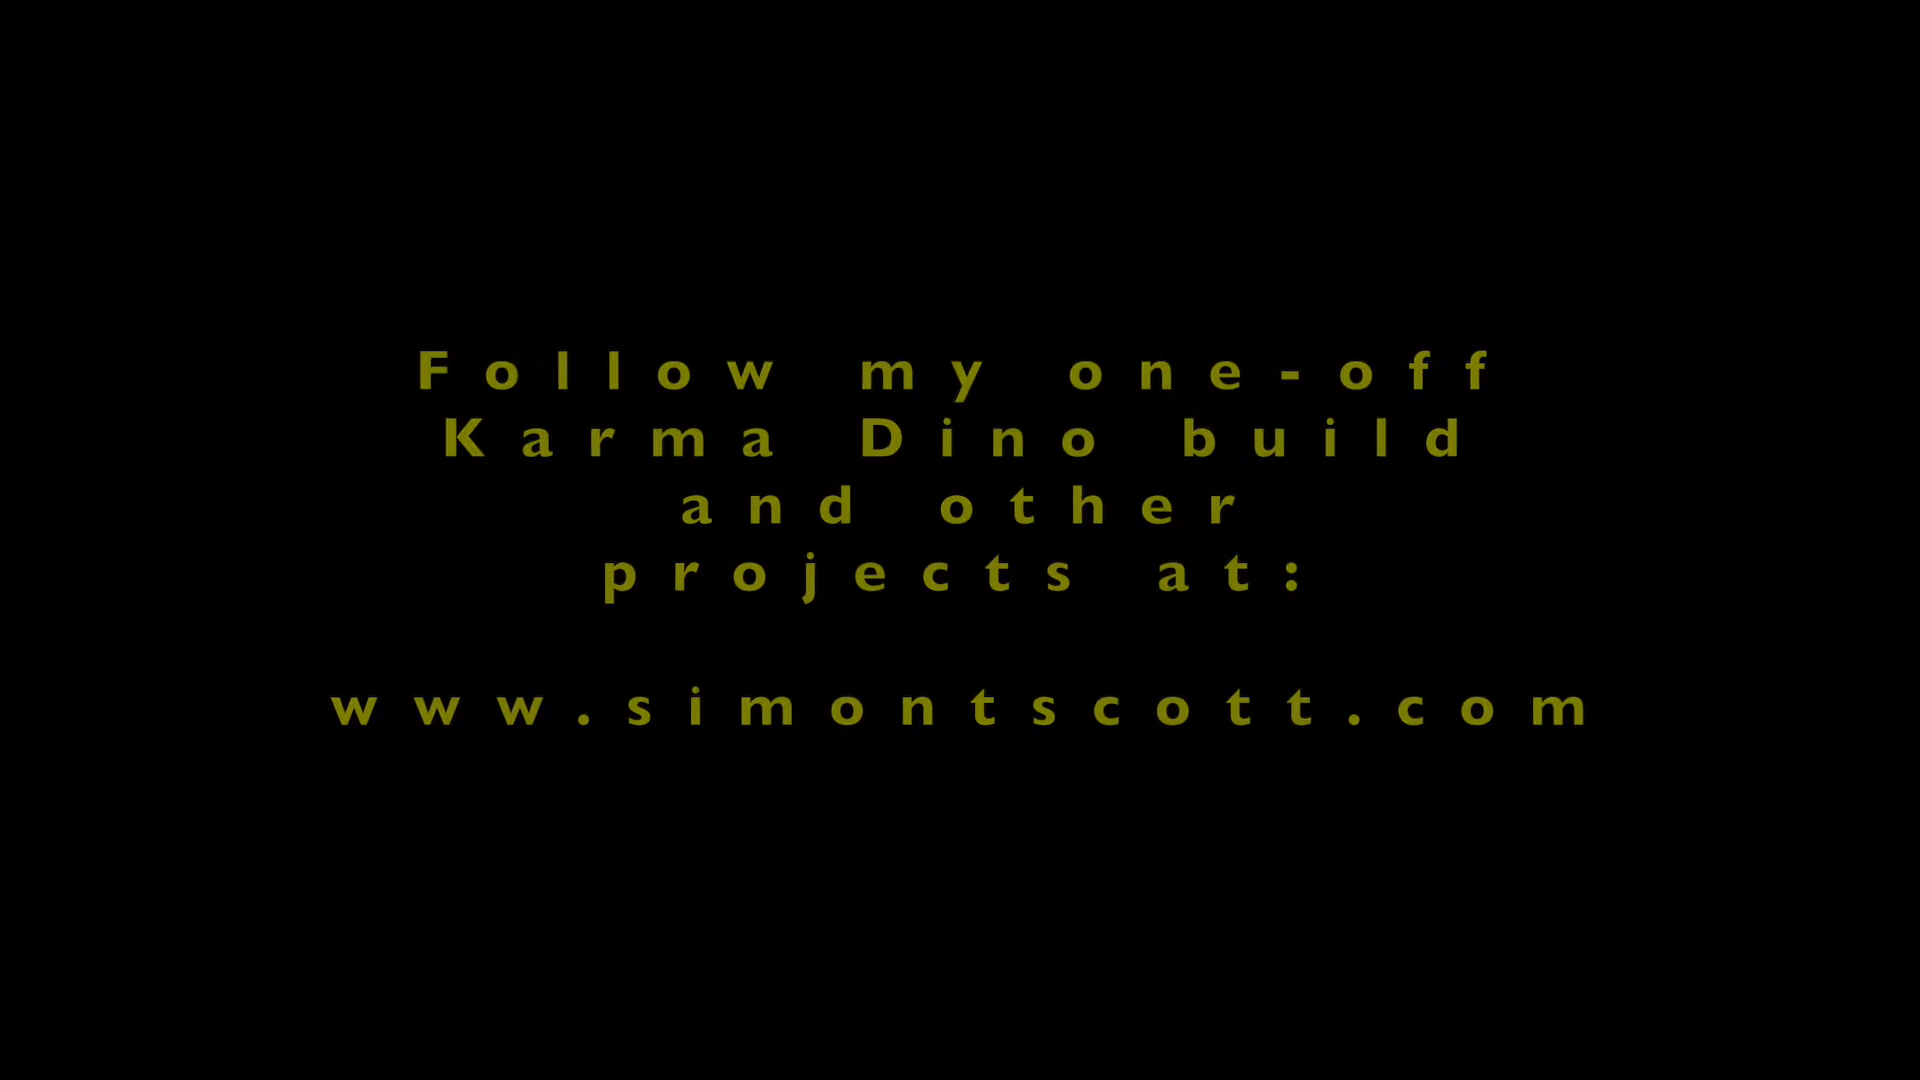 Follow my one-off
Karma Dino build
and other
projects at:
www.simontscott.com